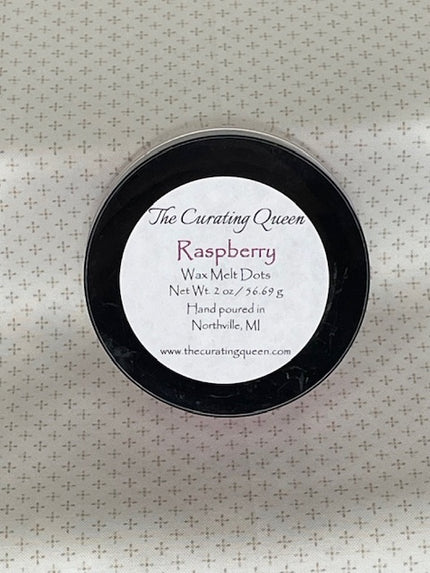 The Curating Queen
Raspberry
Wax Melt Dots
Net Wt. 2 oz / 56.69 g
Hand poured in
Northville, MI
www.thecuratingqueen.com